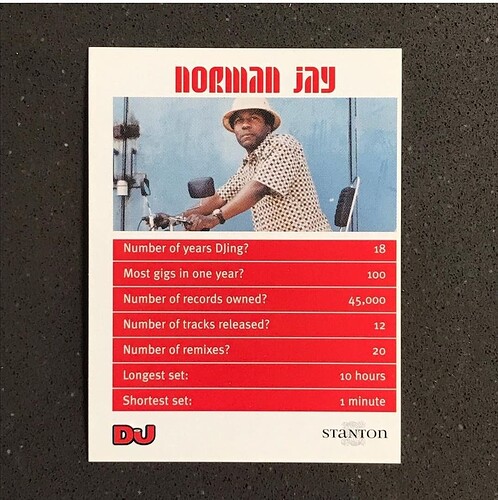 NORMAN JAY
Number of years DJing? 18
Most gigs in one year? 100
Number of records owned? 45,000
Number of tracks released? 12
Number of remixes? 20
Longest set: 10 hours
Shortest set: 1 minute
DJ STANTON